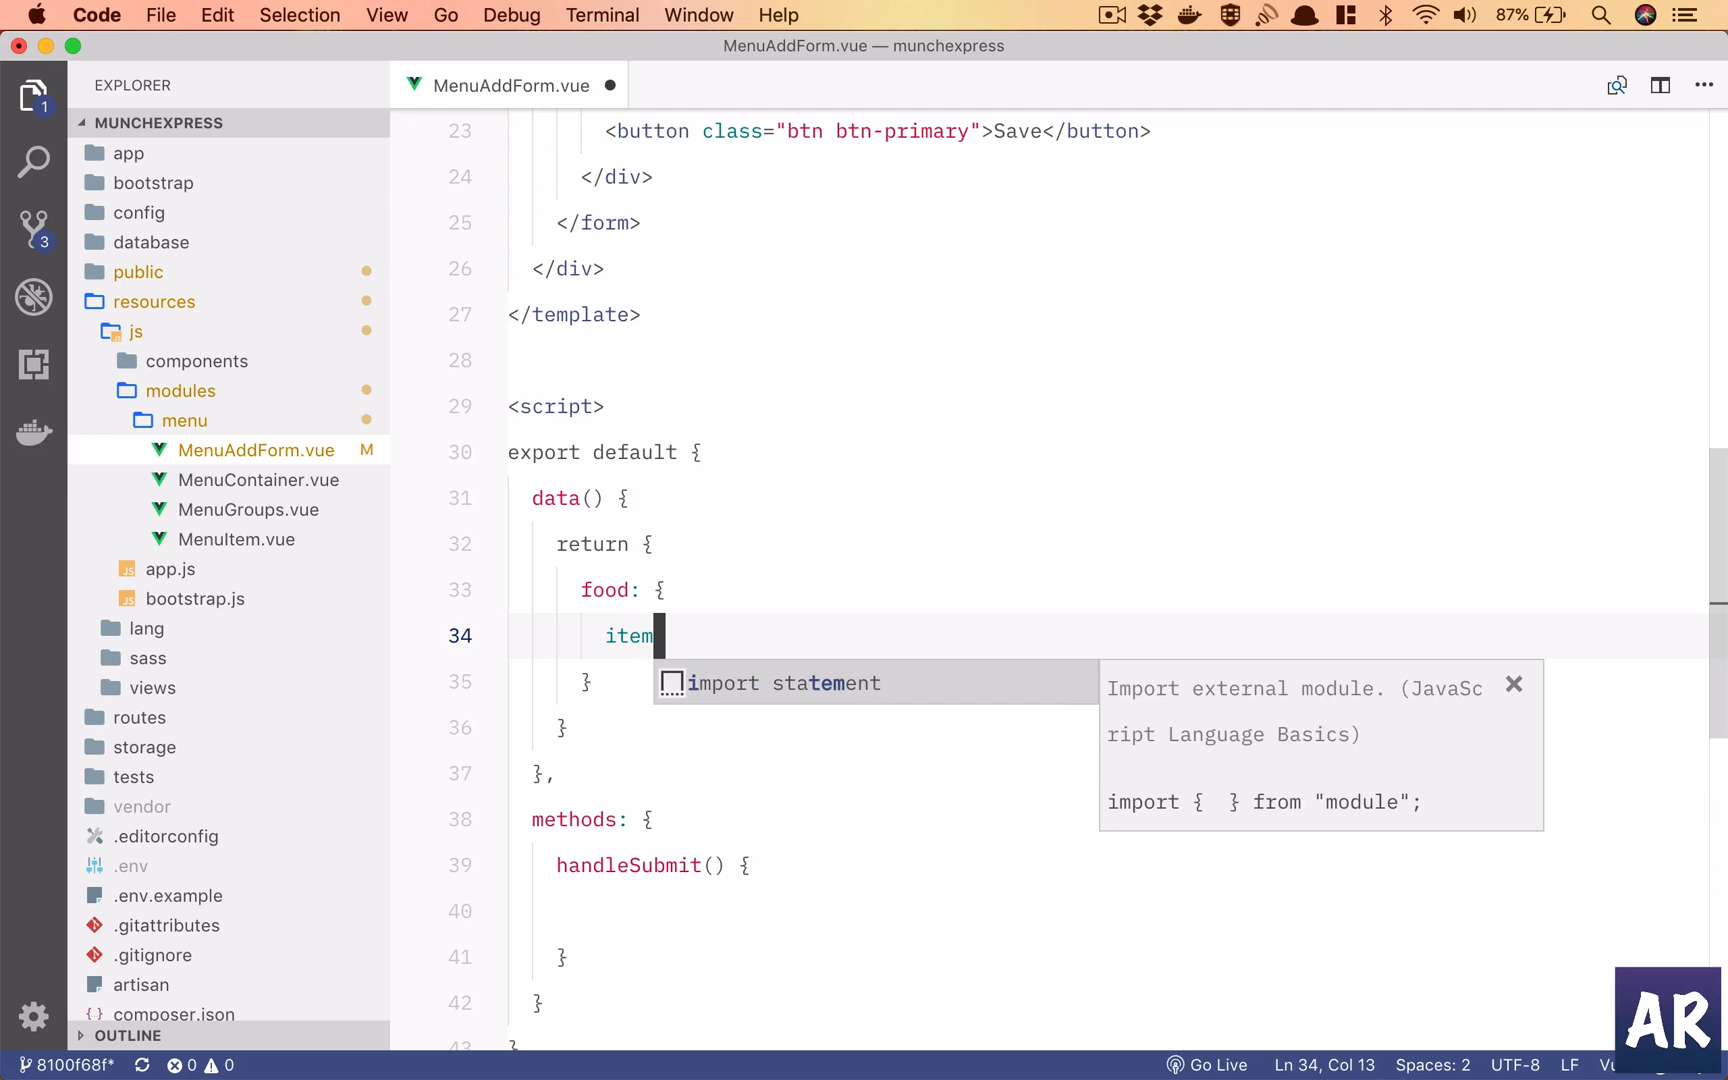 Code File Edit Selection View Go Debug Terminal Window Help 87%
MenuAddForm.vue — munchexpress
EXPLORER
MenuAddForm.vue
1
3
MUNCHEXPRESS
app
bootstrap
config
database
public
resources
js
components
modules
menu
MenuAddForm.vue M
MenuContainer.vue
MenuGroups.vue
MenuItem.vue
JS app.js
JS bootstrap.js
lang
sass
views
routes
storage
tests
vendor
.editorconfig
.env
.env.example
.gitattributes
.gitignore
artisan
{} composer.json
OUTLINE
23 <button class="btn btn-primary">Save</button>
24 </div>
25 </form>
26 </div>
27 </template>
28
29 <script>
30 export default {
31 data() {
32 return {
33 food: {
34 item
35 }
36 }
37 },
38 methods: {
39 handleSubmit() {
40
41 }
42 }
43 }
import statement
Import external module. (JavaSc
ript Language Basics)
import {  } from "module";
AR
8100f68f* 0 0 Go Live Ln 34, Col 13 Spaces: 2 UTF-8 LF